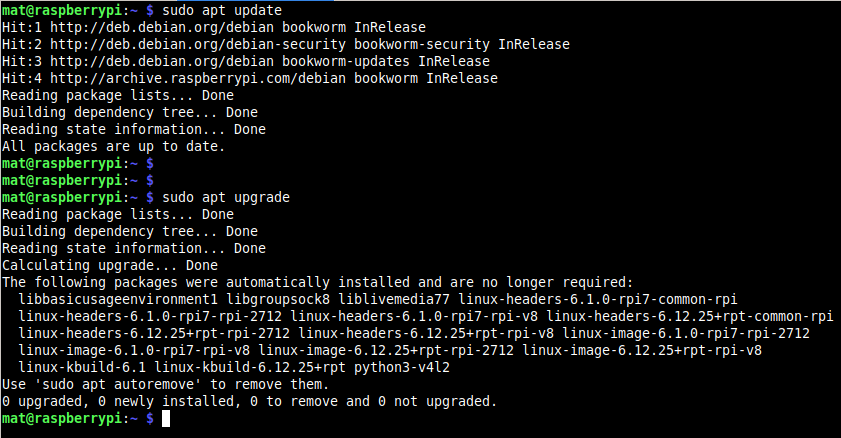 mat@raspberrypi:~ $ sudo apt update
Hit:1 http://deb.debian.org/debian bookworm InRelease
Hit:2 http://deb.debian.org/debian-security bookworm-security InRelease
Hit:3 http://deb.debian.org/debian bookworm-updates InRelease
Hit:4 http://archive.raspberrypi.com/debian bookworm InRelease
Reading package lists... Done
Building dependency tree... Done
Reading state information... Done
All packages are up to date.
mat@raspberrypi:~ $
mat@raspberrypi:~ $
mat@raspberrypi:~ $ sudo apt upgrade
Reading package lists... Done
Building dependency tree... Done
Reading state information... Done
Calculating upgrade... Done
The following packages were automatically installed and are no longer required:
  libbasicusageenvironment1 libgroupsock8 liblivemedia77 linux-headers-6.1.0-rpi7-common-rpi
  linux-headers-6.1.0-rpi7-rpi-2712 linux-headers-6.1.0-rpi7-rpi-v8 linux-headers-6.12.25+rpt-common-rpi
  linux-headers-6.12.25+rpt-rpi-2712 linux-headers-6.12.25+rpt-rpi-v8 linux-image-6.1.0-rpi7-rpi-2712
  linux-image-6.1.0-rpi7-rpi-v8 linux-image-6.12.25+rpt-rpi-2712 linux-image-6.12.25+rpt-rpi-v8
  linux-kbuild-6.1 linux-kbuild-6.12.25+rpt python3-v4l2
Use 'sudo apt autoremove' to remove them.
0 upgraded, 0 newly installed, 0 to remove and 0 not upgraded.
mat@raspberrypi:~ $